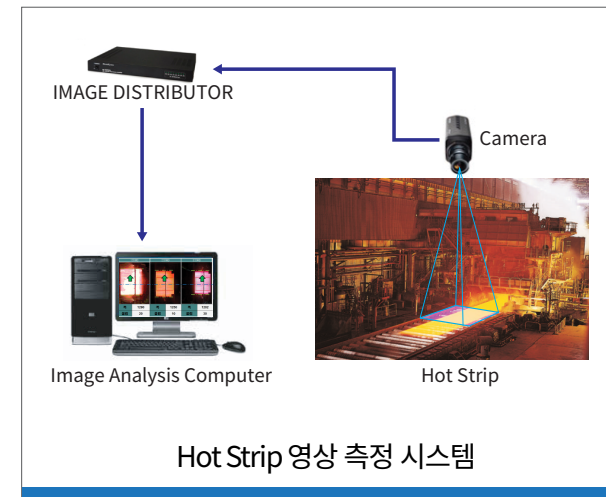 IMAGE DISTRIBUTOR
Camera
Image Analysis Computer
Hot Strip
Hot Strip 영상 측정 시스템